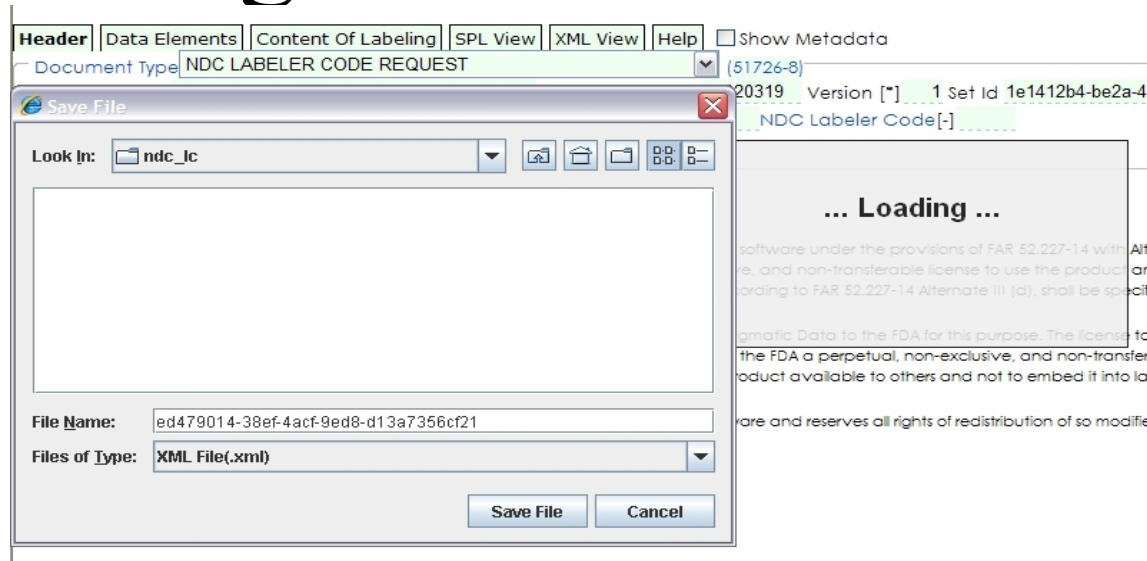 Header Data Elements Content Of Labeling SPL View XML View Help Show Metadata
Document Type NDC LABELER CODE REQUEST (51726-8)
20319 Version [*] 1 Set Id 1e1412b4-be2a-4
NDC Labeler Code[-]
Save File
Look In: ndc_lc
File Name: ed479014-38ef-4acf-9ed8-d13a7356cf21
Files of Type: XML File(.xml)
Save File Cancel
... Loading ...
software under the provisions of FAR 52.227-14 with Alt
, and non-transferable license to use the product
ording to FAR 52.227-14 Alternate III (d), shall be specif
gmatic Data to the FDA for this purpose. The license to
the FDA a perpetual, non-exclusive, and non-transfer
oduct available to others and not to embed it into la
are and reserves all rights of redistribution of so modifie